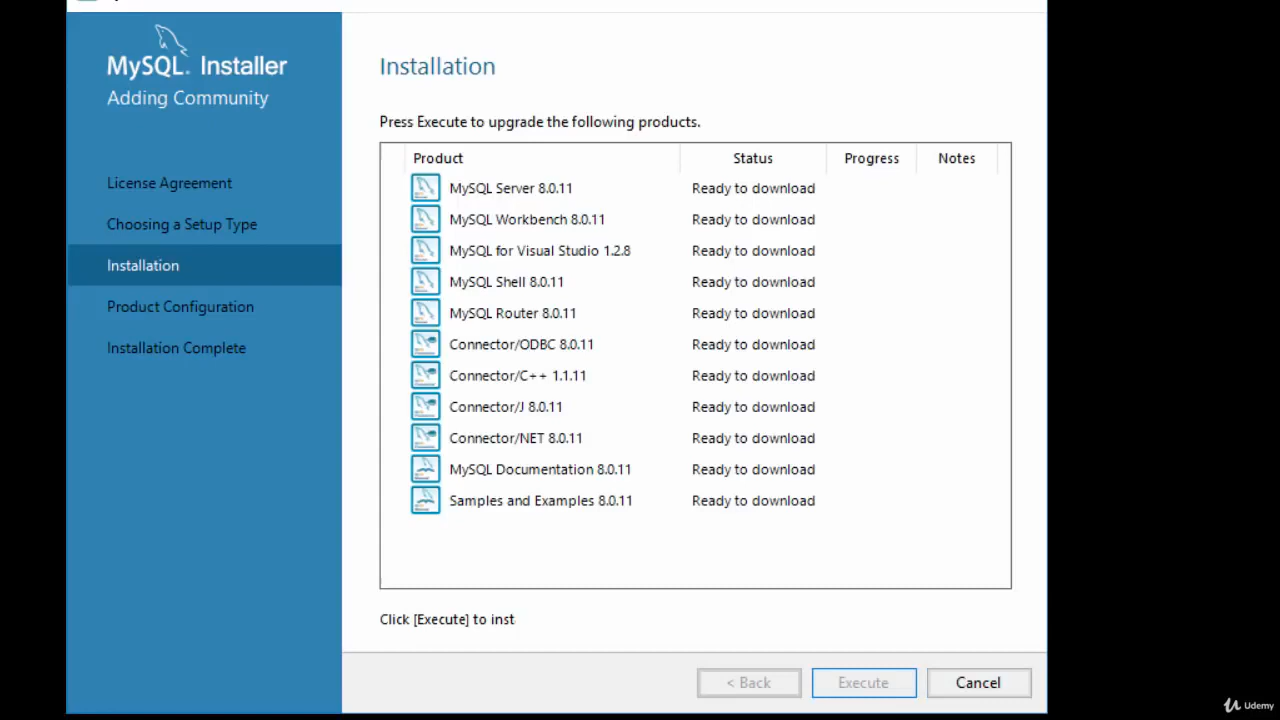 MySQL. Installer
Adding Community
License Agreement
Choosing a Setup Type
Installation
Product Configuration
Installation Complete
Installation
Press Execute to upgrade the following products.
Product Status Progress Notes
MySQL Server 8.0.11 Ready to download
MySQL Workbench 8.0.11 Ready to download
MySQL for Visual Studio 1.2.8 Ready to download
MySQL Shell 8.0.11 Ready to download
MySQL Router 8.0.11 Ready to download
Connector/ODBC 8.0.11 Ready to download
Connector/C++ 1.1.11 Ready to download
Connector/J 8.0.11 Ready to download
Connector/NET 8.0.11 Ready to download
MySQL Documentation 8.0.11 Ready to download
Samples and Examples 8.0.11 Ready to download
Click [Execute] to inst
< Back Execute Cancel
Udemy